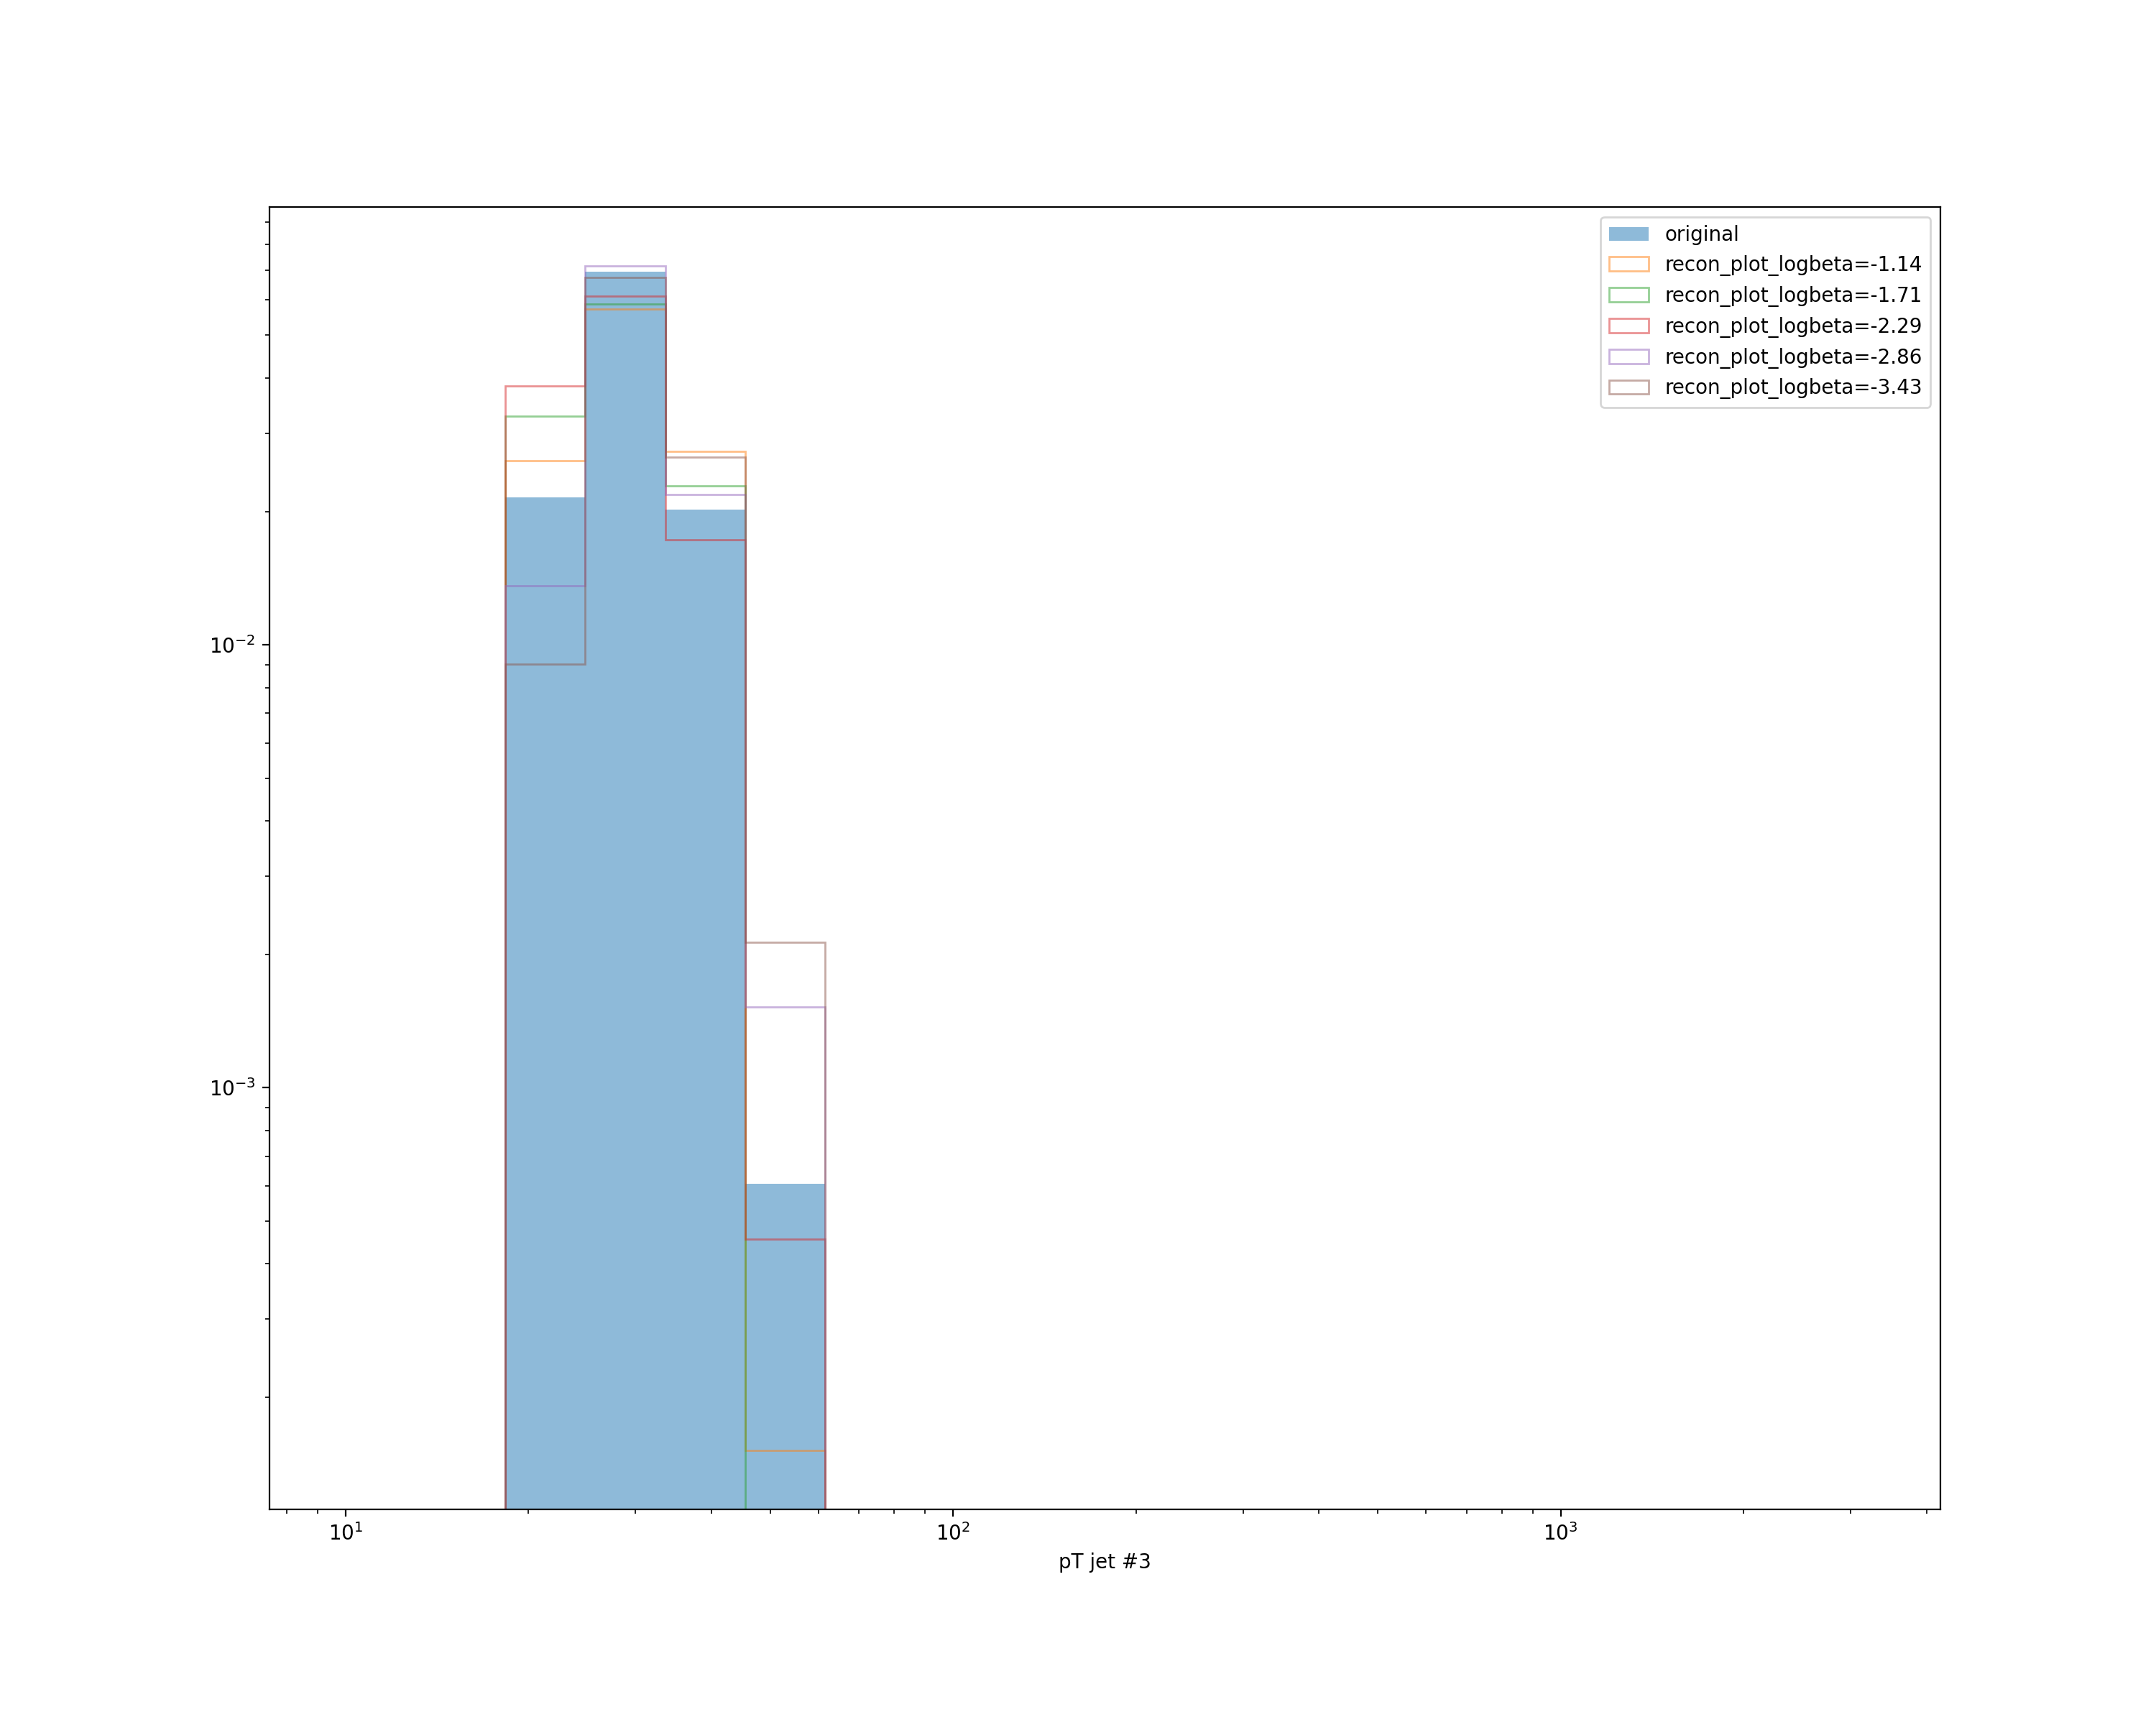 original
recon_plot_logbeta=-1.14
recon_plot_logbeta=-1.71
recon_plot_logbeta=-2.29
recon_plot_logbeta=-2.86
recon_plot_logbeta=-3.43
10⁻²
10⁻³
10¹ 10² 10³
pT jet #3